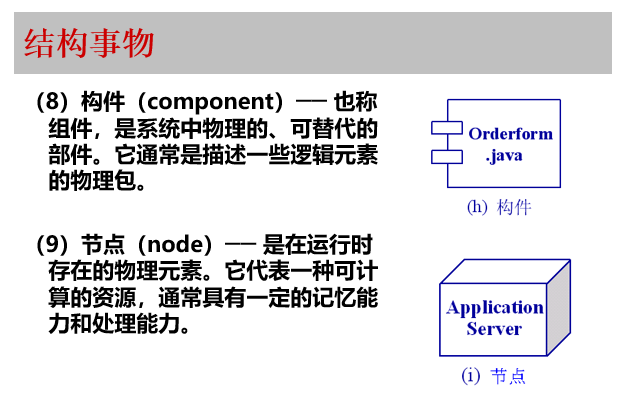 结构事物
（8）构件（component）── 也称
组件，是系统中物理的、可替代的
部件。它通常是描述一些逻辑元素
的物理包。
Orderform
.java
(h) 构件
（9）节点（node）── 是在运行时
存在的物理元素。它代表一种可计
算的资源，通常具有一定的记忆能
力和处理能力。
Application
Server
(i) 节点